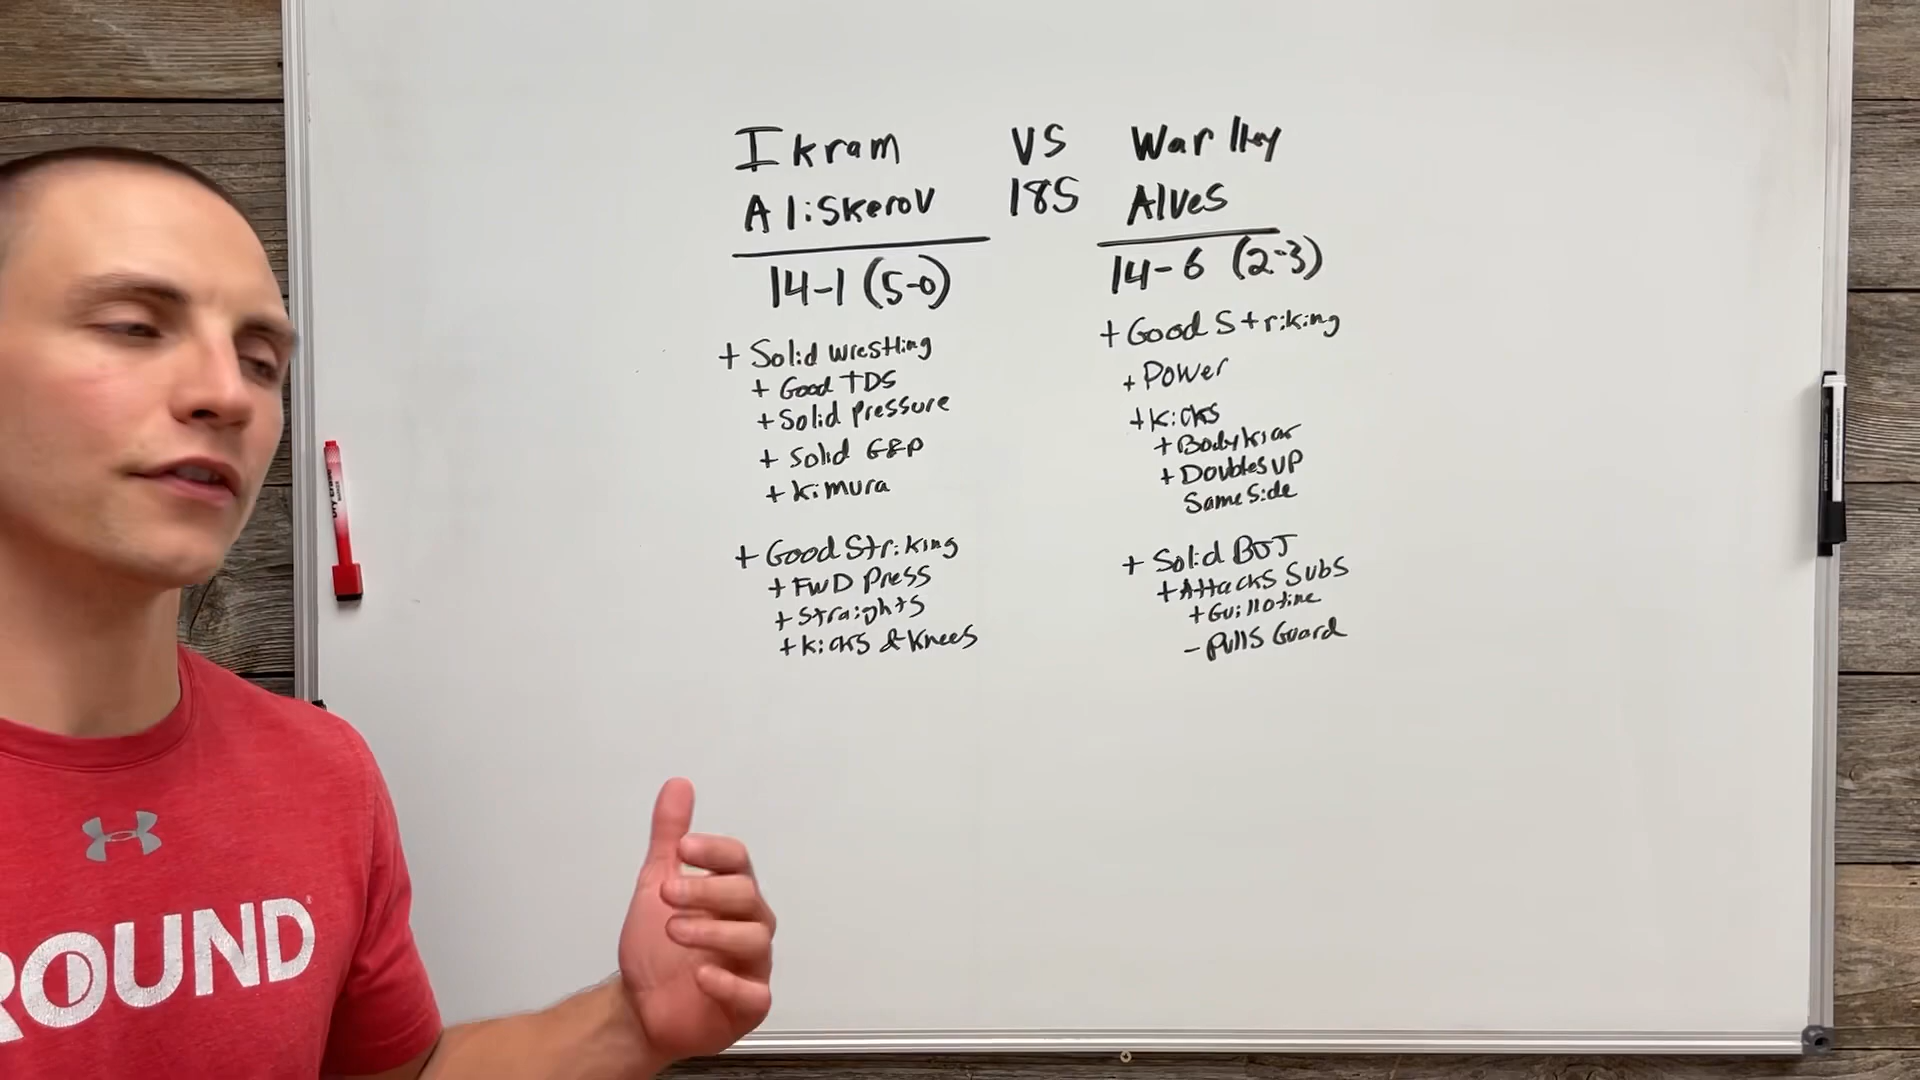 Ikram
Aliskerov
14-1 (5-0)
+ Solid Wrestling
+ Good TDS
+ Solid Pressure
+ Solid G&P
+ Kimura
+ Good Striking
+ FWD Press
+ Straights
+ Kicks & Knees
VS
185
Warlley
Alves
14-6 (2-3)
+ Good Striking
+ Power
+ Kicks
+ Body
+ Doubles up
Same Side
+ Solid BJJ
+ Attacks Subs
+ Guillotine
- Pulls Guard
Dry Erase
ROUND